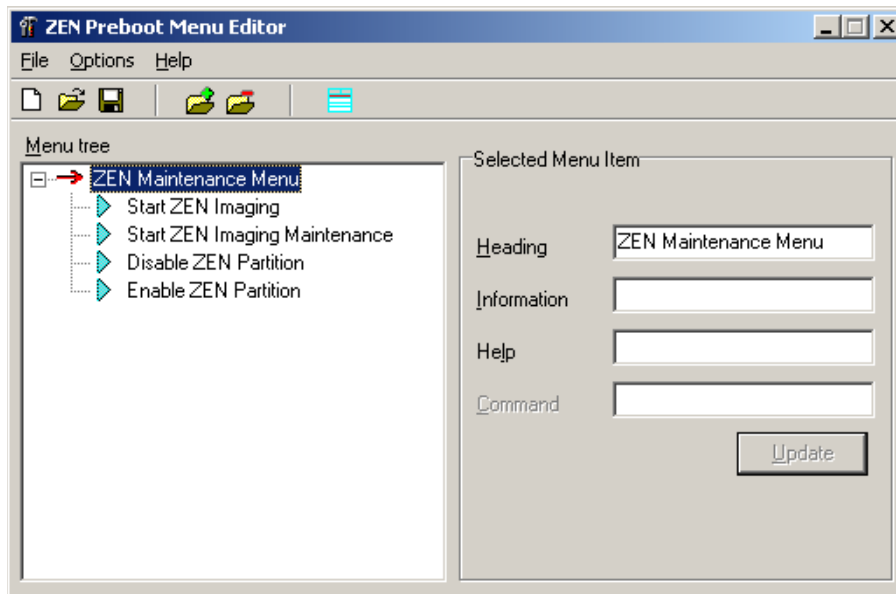 ZEN Preboot Menu Editor
File Options Help
Menu tree
ZEN Maintenance Menu
Start ZEN Imaging
Start ZEN Imaging Maintenance
Disable ZEN Partition
Enable ZEN Partition
Selected Menu Item
Heading ZEN Maintenance Menu
Information
Help
Command
Update